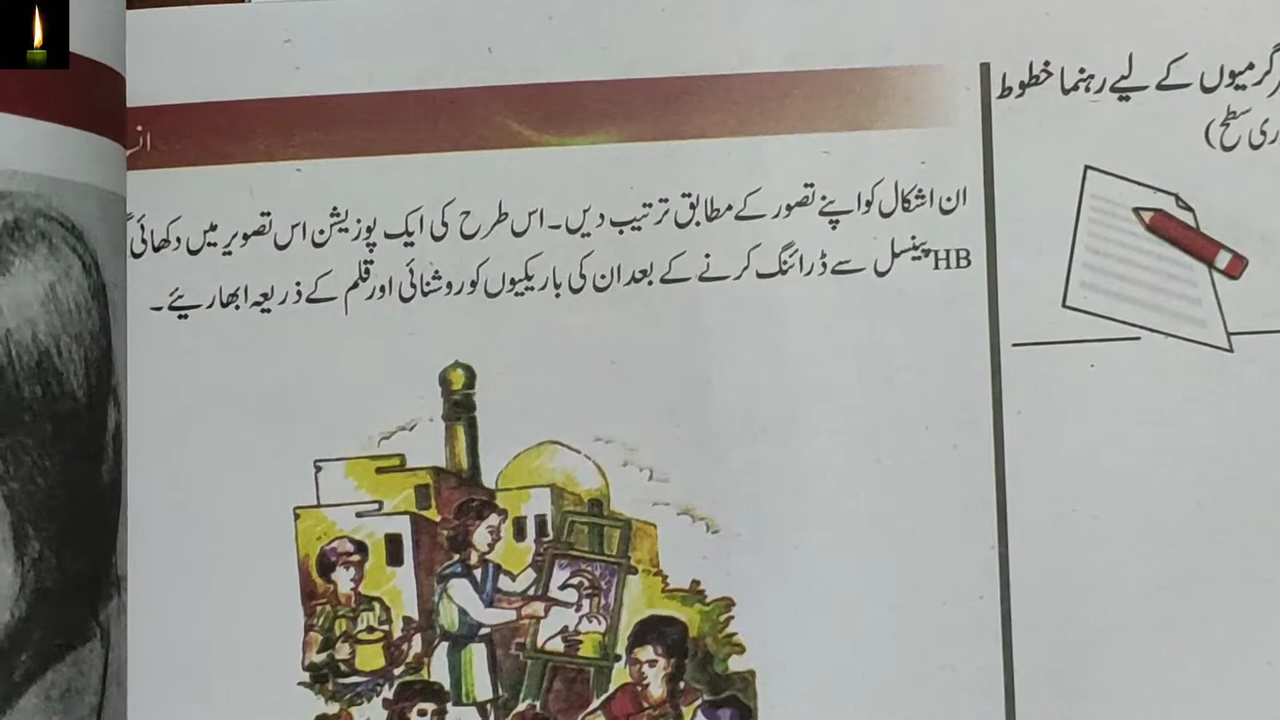 ان اشکال کو اپنے تصور کے مطابق ترتیب دیں۔ اس طرح کی ایک پوزیشن اس تصویر میں دکھائی
HB پینسل سے ڈرائنگ کرنے کے بعد ان کی باریکیوں کو روشنائی اور قلم کے ذریعہ ابھاریئے۔
گرمیوں کے لیے رہنما خطوط
ری سطح)